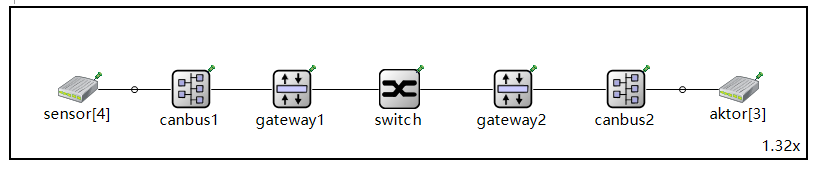 sensor[4]
canbus1
gateway1
switch
gateway2
canbus2
aktor[3]
1.32x